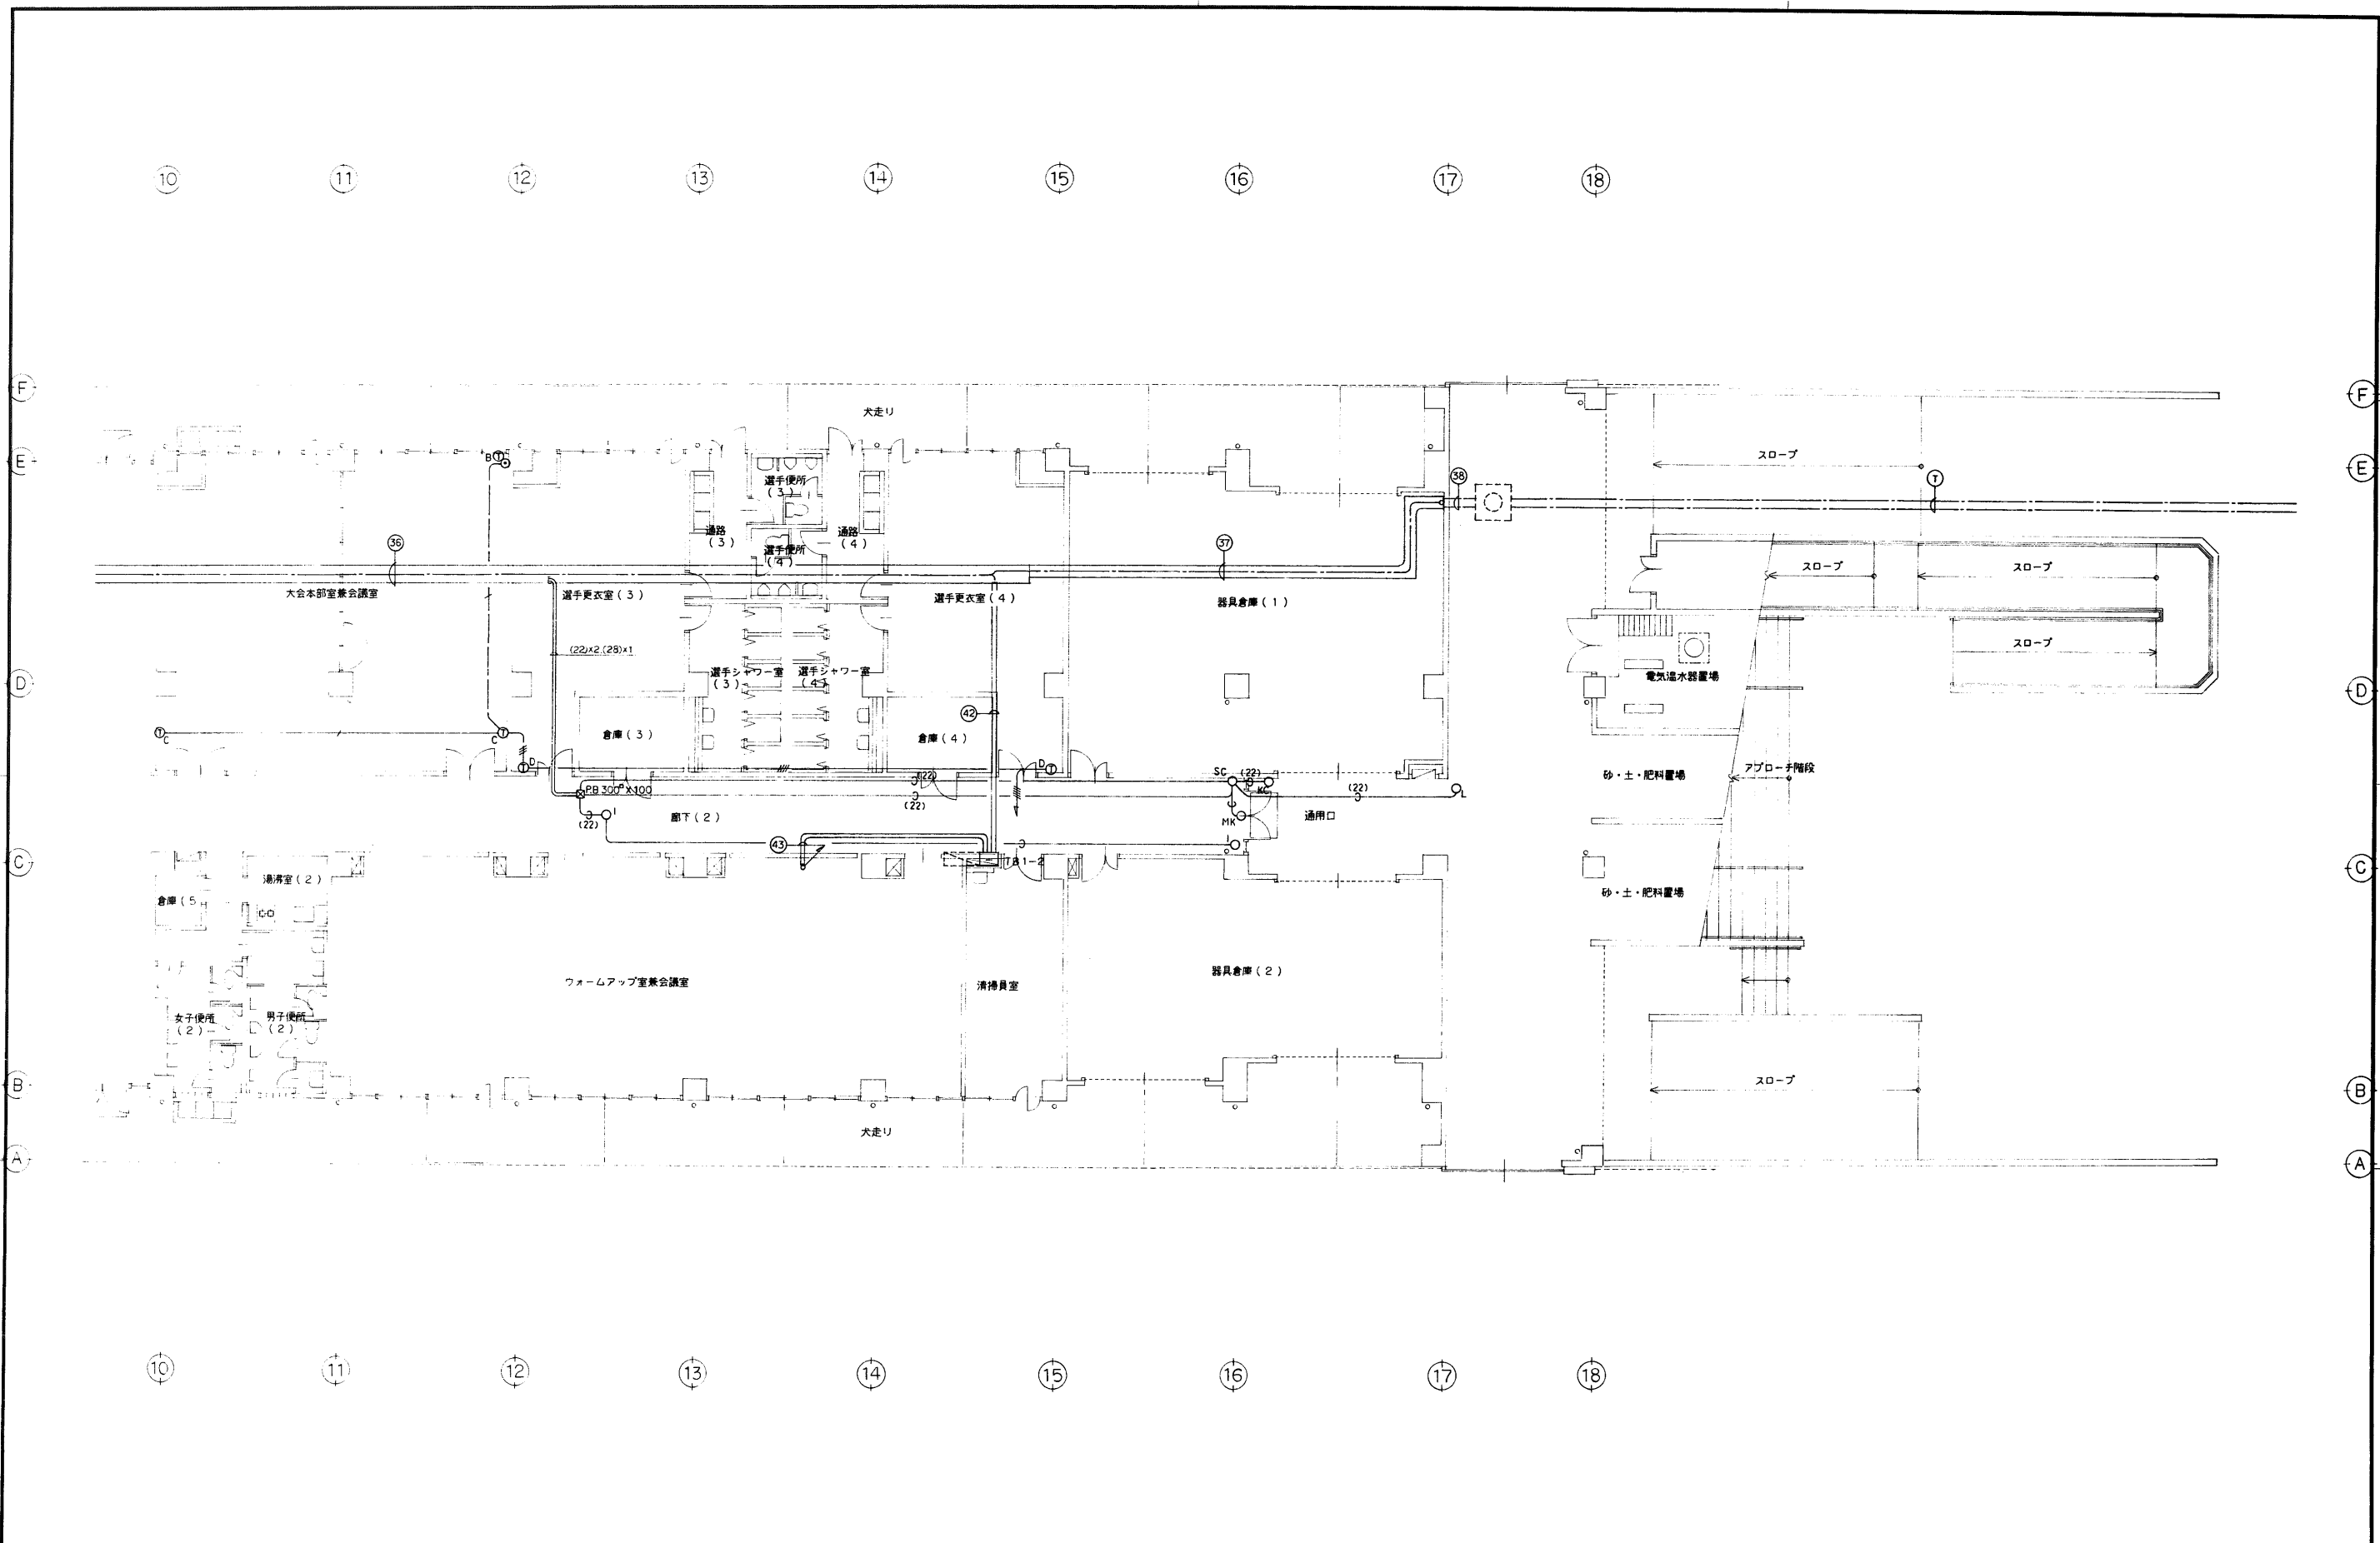 10 11 12 13 14 15 16 17 18
F 犬走り F
E B T 選手便所 スロープ E
(3)
38 T
通路
(3)
通路
(4)
選手便所
(4)
36 37
大会本部室兼会議室 選手更衣室(3) 選手更衣室(4) 器具倉庫(1) スロープ スロープ
(22)×2.(28)×1 スロープ
選手シャワー室
(3)
選手シャワー室
(4)
電気温水器置場
D D
42
T C C T 倉庫(3) 倉庫(4)
T D D T SC (22) KC 砂・土・肥料置場 アプローチ階段
(22)
P.B 300□×100 (22) (22) L
(22) I 廊下(2) MK 通用口
43 I
C TB1-2 C
湯沸室(2)
倉庫(5 砂・土・肥料置場
ウォームアップ室兼会議室 清掃員室 器具倉庫(2)
女子便所
(2)
男子便所
(2)
B スロープ B
犬走り
A A
10 11 12 13 14 15 16 17 18